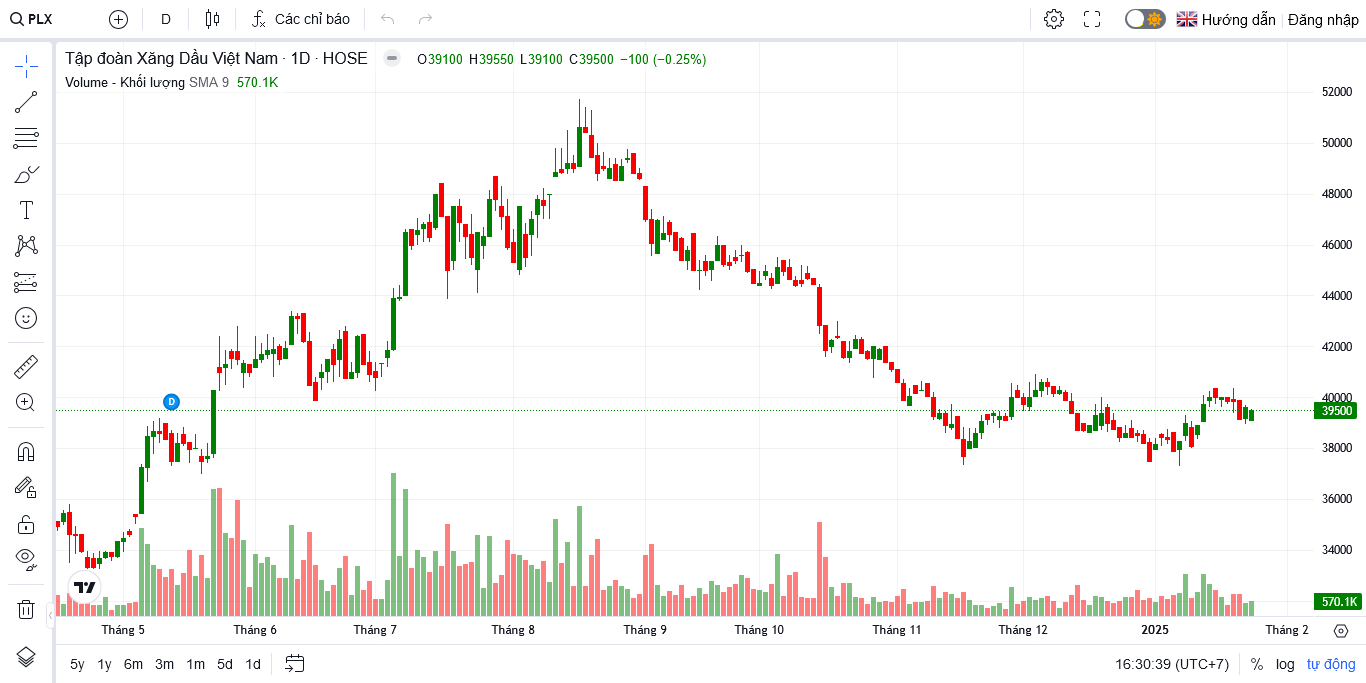 PLX D Các chỉ báo Hướng dẫn Đăng nhập
Tập đoàn Xăng Dầu Việt Nam · 1D · HOSE O39100 H39550 L39100 C39500 −100 (−0.25%)
Volume - Khối lượng SMA 9 570.1K
52000
50000
48000
46000
44000
42000
40000
39500
38000
36000
34000
570.1K
D
Tháng 5 Tháng 6 Tháng 7 Tháng 8 Tháng 9 Tháng 10 Tháng 11 Tháng 12 2025 Tháng 2
5y 1y 6m 3m 1m 5d 1d 16:30:39 (UTC+7) % log tự động